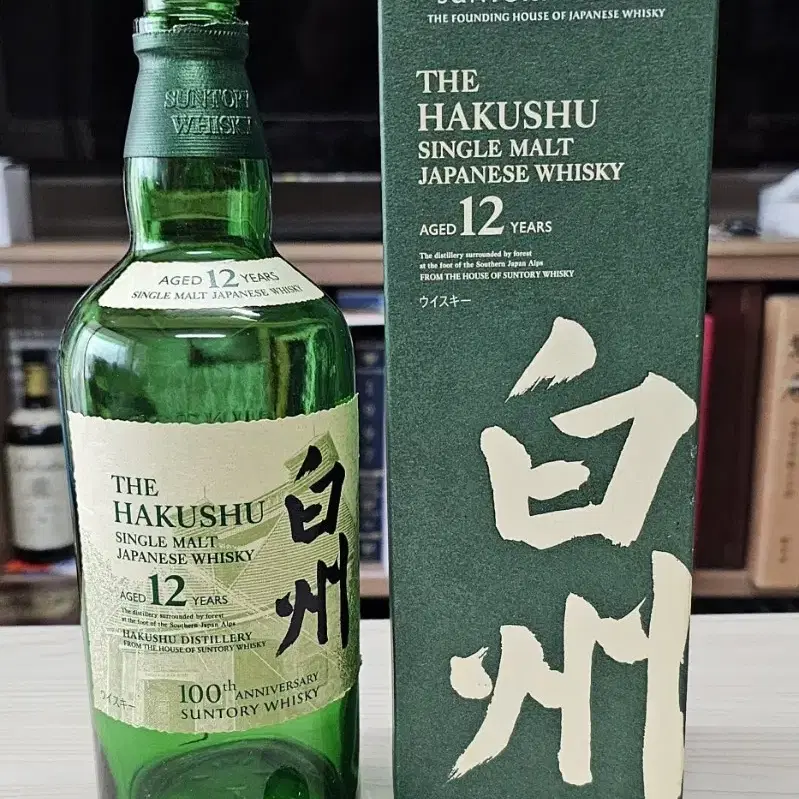 SUNTORY
WHISKY
AGED 12 YEARS
SINGLE MALT JAPANESE WHISKY
THE
HAKUSHU
SINGLE MALT
JAPANESE WHISKY
AGED 12 YEARS
The distillery surrounded by forest
at the foot of the Southern Japan Alps
HAKUSHU DISTILLERY
FROM THE HOUSE OF SUNTORY WHISKY
白州
ウイスキー
100th ANNIVERSARY
SUNTORY WHISKY
THE FOUNDING HOUSE OF JAPANESE WHISKY
THE
HAKUSHU
SINGLE MALT
JAPANESE WHISKY
AGED 12 YEARS
The distillery surrounded by forest
at the foot of the Southern Japan Alps
FROM THE HOUSE OF SUNTORY WHISKY
ウイスキー
白州